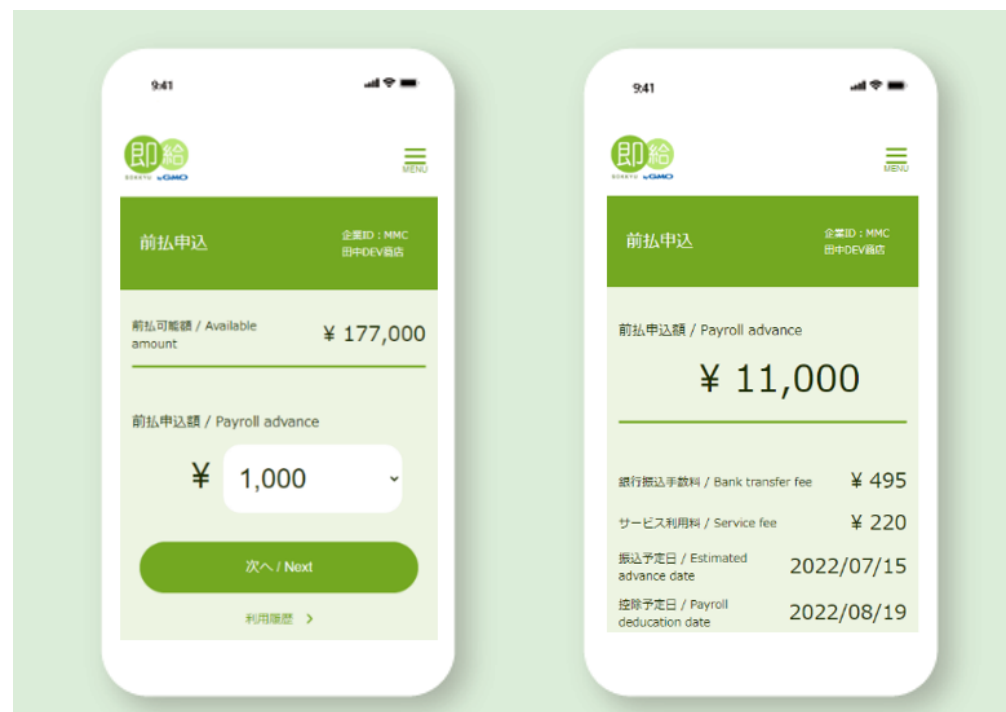 9:41
即給
SOKKYU byGMO
MENU
前払申込
企業ID:MMC
田中DEV商店
前払可能額 / Available
amount
¥ 177,000
前払申込額 / Payroll advance
¥ 1,000
次へ / Next
利用履歴 >
9:41
即給
SOKKYU byGMO
MENU
前払申込
企業ID:MMC
田中DEV商店
前払申込額 / Payroll advance
¥ 11,000
銀行振込手数料 / Bank transfer fee ¥ 495
サービス利用料 / Service fee ¥ 220
振込予定日 / Estimated
advance date
2022/07/15
控除予定日 / Payroll
deducation date
2022/08/19